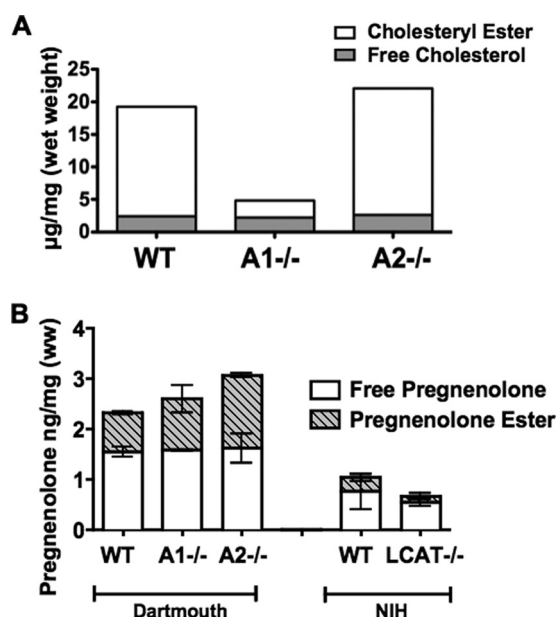 A
Cholesteryl Ester
Free Cholesterol
µg/mg (wet weight)
25
20
15
10
5
0
WT A1-/- A2-/-
B
Pregnenolone ng/mg (ww)
4
3
2
1
0
Free Pregnenolone
Pregnenolone Ester
WT A1-/- A2-/- WT LCAT-/-
Dartmouth NIH